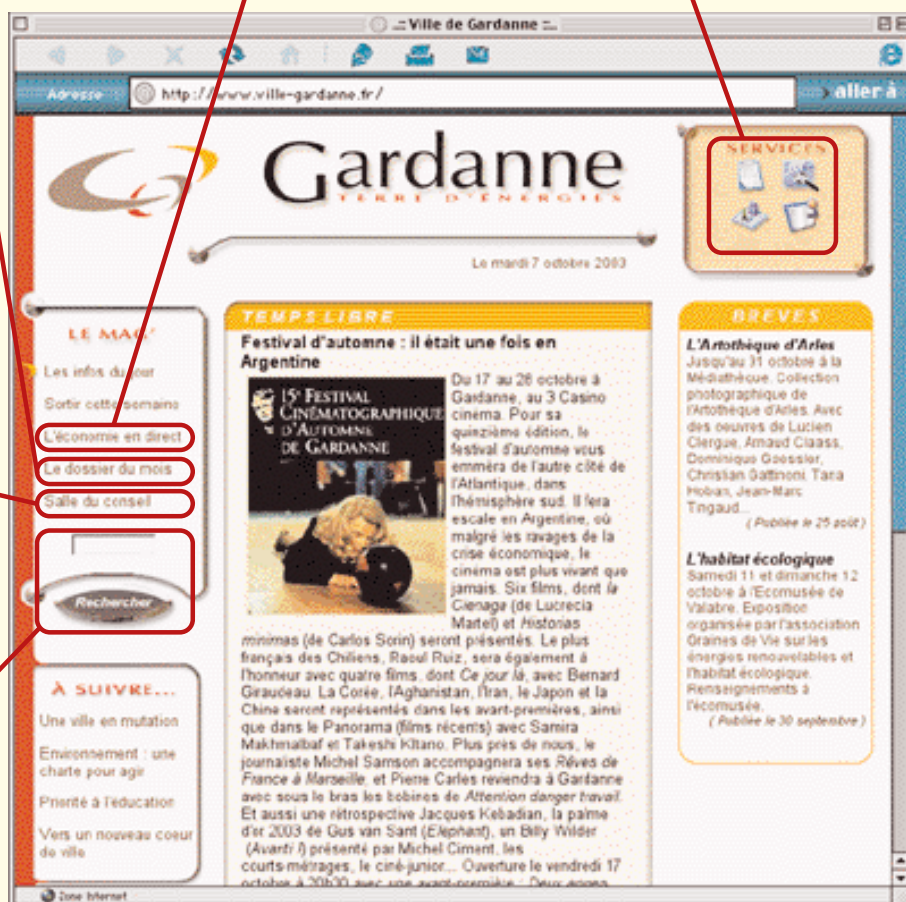 .::Ville de Gardanne ::.
Adresse
http://www.ville-gardanne.fr/
> aller à
Gardanne
TERRE D'ÉNERGIES
SERVICES
Le mardi 7 octobre 2003
LE MAG'
Les infos du jour
Sortir cette semaine
L'économie en direct
Le dossier du mois
Salle du conseil
Rechercher
À SUIVRE...
Une ville en mutation
Environnement : une
charte pour agir
Priorité à l'éducation
Vers un nouveau coeur
de ville
TEMPS LIBRE
Festival d'automne : il était une fois en
Argentine
15e FESTIVAL
CINÉMATOGRAPHIQUE
D'AUTOMNE
DE GARDANNE
Du 17 au 28 octobre à
Gardanne, au 3 Casino
cinéma. Pour sa
quinzième édition, le
festival d'automne vous
emmèra de l'autre côté de
l'Atlantique, dans
l'hémisphère sud. Il fera
escale en Argentine, où
malgré les ravages de la
crise économique, le
cinéma est plus vivant que
jamais. Six films, dont la
Cienaga (de Lucrecia
Martel) et Historias
minimas (de Carlos Sorin) seront présentés. Le plus
français des Chiliens, Raoul Ruiz, sera également à
l'honneur avec quatre films, dont Ce jour là, avec Bernard
Giraudeau. La Corée, l'Aghanistan, l'Iran, le Japon et la
Chine seront représentés dans les avant-premières, ainsi
que dans le Panorama (films récents) avec Samira
Makhmalbaf et Takeshi Kitano. Plus près de nous, le
journaliste Michel Samson accompagnera ses Rêves de
France à Marseille, et Pierre Carles reviendra à Gardanne
avec sous le bras les bobines de Attention danger travail.
Et aussi une rétrospective Jacques Kebadian, la palme
d'or 2003 de Gus van Sant (Elephant), un Billy Wilder
(Avanti !) présenté par Michel Ciment, les
courts-métrages, le ciné-junior... Ouverture le vendredi 17
octobre à 20h30 avec une avant-première : Deux anges
BREVES
L'Artothèque d'Arles
Jusqu'au 31 octobre à la
Médiathèque. Collection
photographique de
l'Artothèque d'Arles. Avec
des oeuvres de Lucien
Clergue, Arnaud Claass,
Dominique Goessler,
Christian Gattinoni, Tana
Hoban, Jean-Marc
Tingaud...
( Publiée le 25 août )
L'habitat écologique
Samedi 11 et dimanche 12
octobre à l'Ecomusée de
Valabre. Exposition
organisée par l'association
Graines de Vie sur les
énergies renouvelables et
l'habitat écologique.
Renseignements à
l'écomusée.
( Publiée le 30 septembre )
Zone Internet